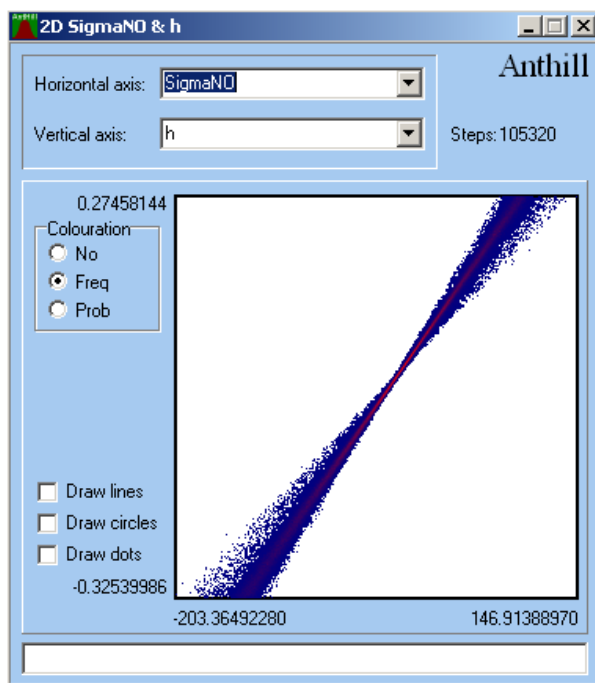 Anthill
2D SigmaNO & h
Anthill
Horizontal axis: SigmaNO
Vertical axis: h
Steps: 105320
0.27458144
Colouration
No
Freq
Prob
Draw lines
Draw circles
Draw dots
-0.32539986
-203.36492280 146.91388970